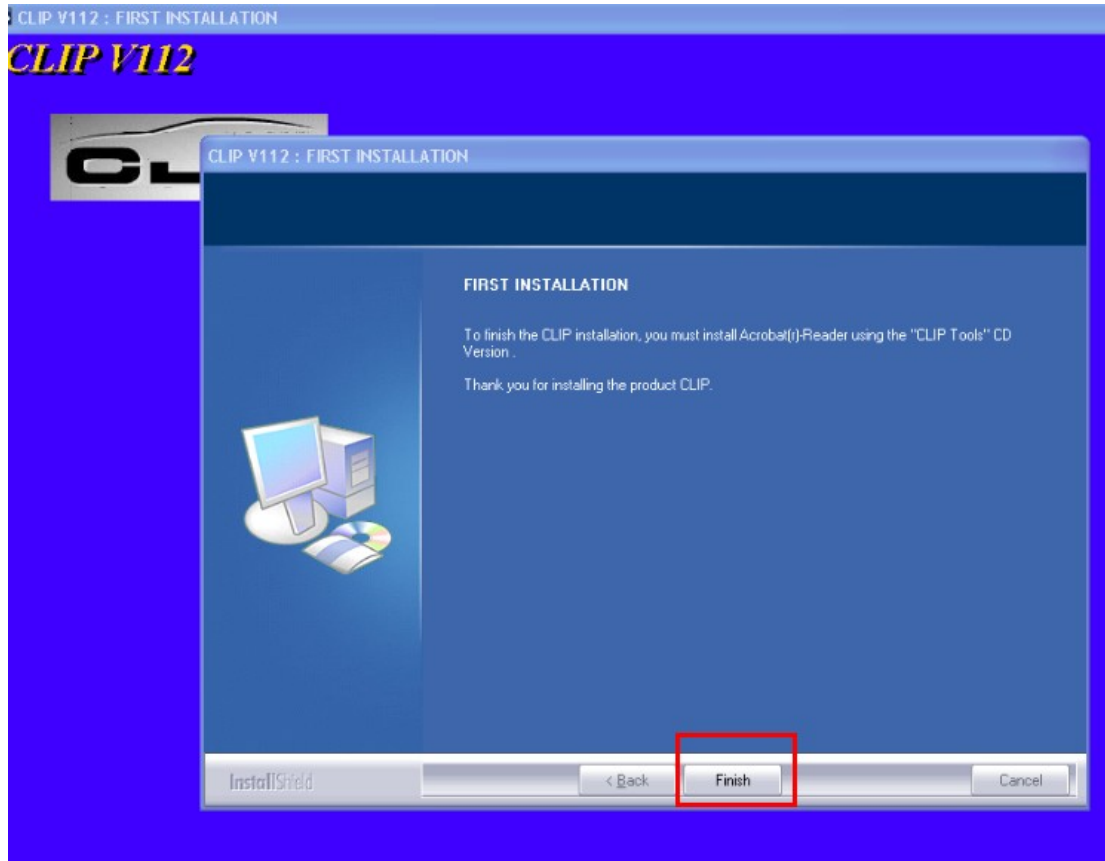 CLIP V112 : FIRST INSTALLATION
CLIP V112
CLIP V112 : FIRST INSTALLATION
FIRST INSTALLATION
To finish the CLIP installation, you must install Acrobat(r)-Reader using the "CLIP Tools" CD
Version .
Thank you for installing the product CLIP.
InstallShield
< Back
Finish
Cancel